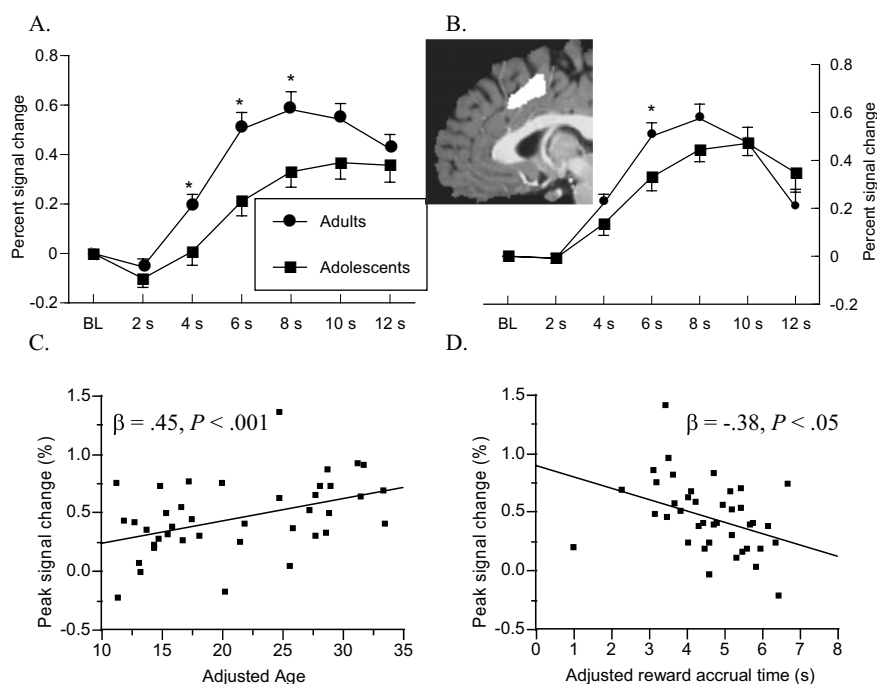 A.
B.
Percent signal change
0.8
0.6
0.4
0.2
0
-0.2
BL 2 s 4 s 6 s 8 s 10 s 12 s
* * *
Adults
Adolescents
*
BL 2 s 4 s 6 s 8 s 10 s 12 s
0.8
0.6
0.4
0.2
0
-0.2
Percent signal change
C.
D.
β = .45, P < .001
Peak signal change (%)
1.5
1.0
0.5
0.0
-0.5
10 15 20 25 30 35
Adjusted Age
β = -.38, P < .05
Peak signal change (%)
1.5
1.0
0.5
0.0
-0.5
0 1 2 3 4 5 6 7 8
Adjusted reward accrual time (s)